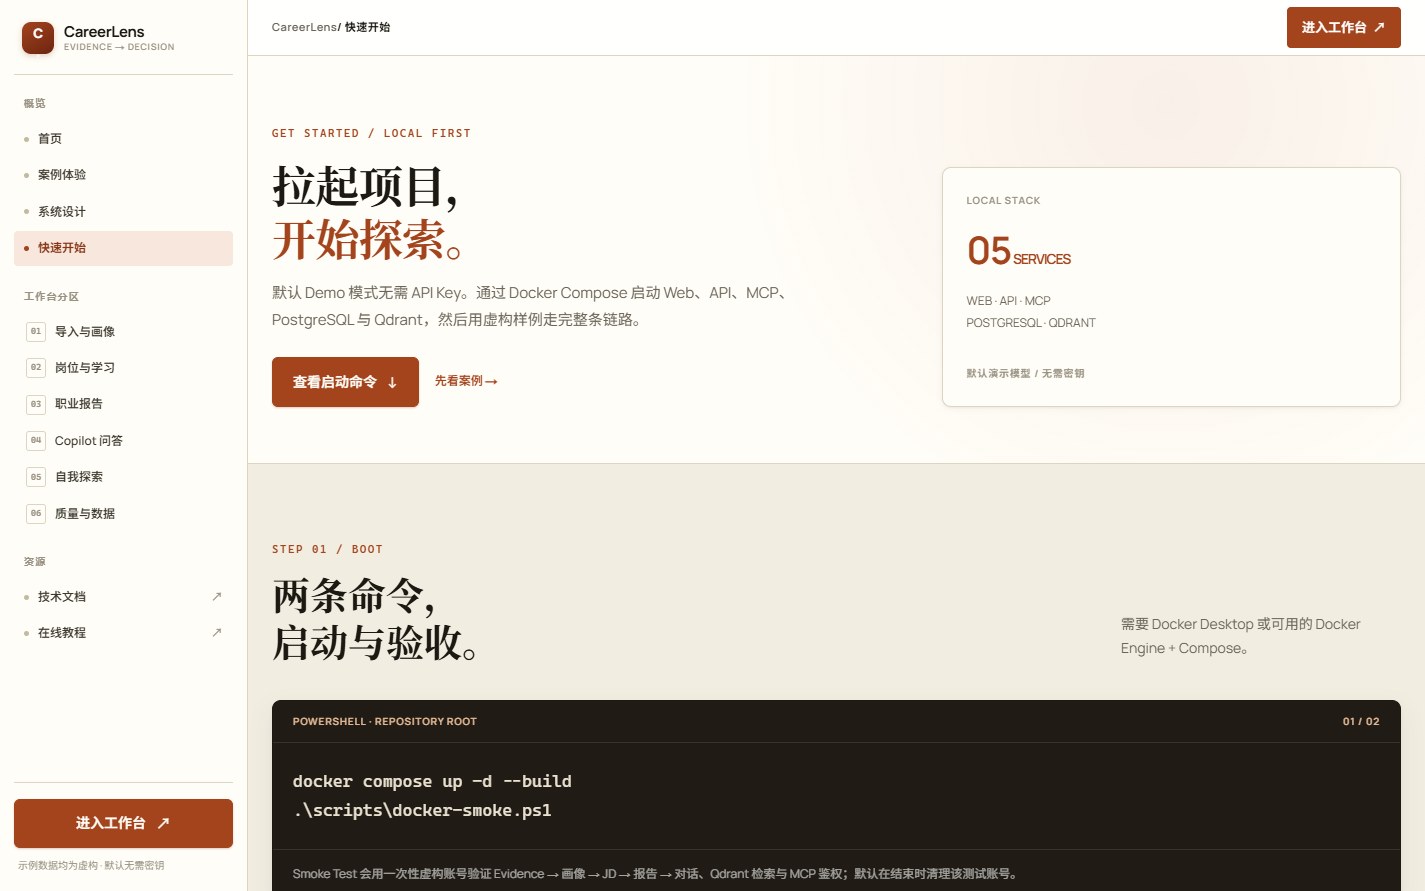 C
CareerLens
EVIDENCE → DECISION
概览
首页
案例体验
系统设计
快速开始
工作台分区
01 导入与画像
02 岗位与学习
03 职业报告
04 Copilot 问答
05 自我探索
06 质量与数据
资源
技术文档 ↗
在线教程 ↗
进入工作台 ↗
示例数据均为虚构 · 默认无需密钥
CareerLens/ 快速开始
进入工作台 ↗
GET STARTED / LOCAL FIRST
拉起项目，
开始探索。
默认 Demo 模式无需 API Key。通过 Docker Compose 启动 Web、API、MCP、
PostgreSQL 与 Qdrant，然后用虚构样例走完整条链路。
查看启动命令 ↓
先看案例 →
LOCAL STACK
05 SERVICES
WEB · API · MCP
POSTGRESQL · QDRANT
默认演示模型 / 无需密钥
STEP 01 / BOOT
两条命令，
启动与验收。
需要 Docker Desktop 或可用的 Docker
Engine + Compose。
POWERSHELL · REPOSITORY ROOT
01 / 02
docker compose up -d --build
.\scripts\docker-smoke.ps1
Smoke Test 会用一次性虚构账号验证 Evidence → 画像 → JD → 报告 → 对话、Qdrant 检索与 MCP 鉴权；默认在结束时清理该测试账号。